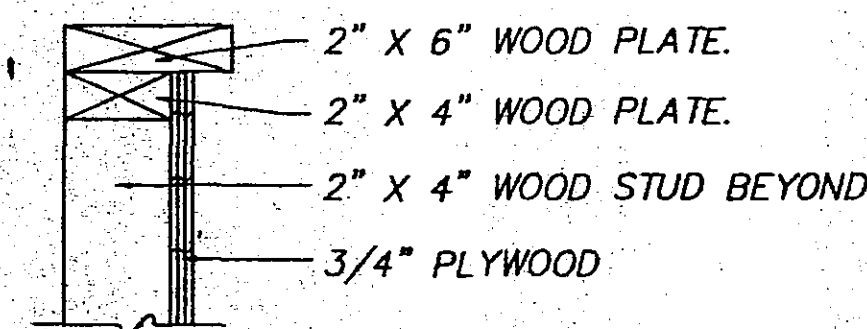 2" X 6" WOOD PLATE.
2" X 4" WOOD PLATE.
2" X 4" WOOD STUD BEYOND
3/4" PLYWOOD